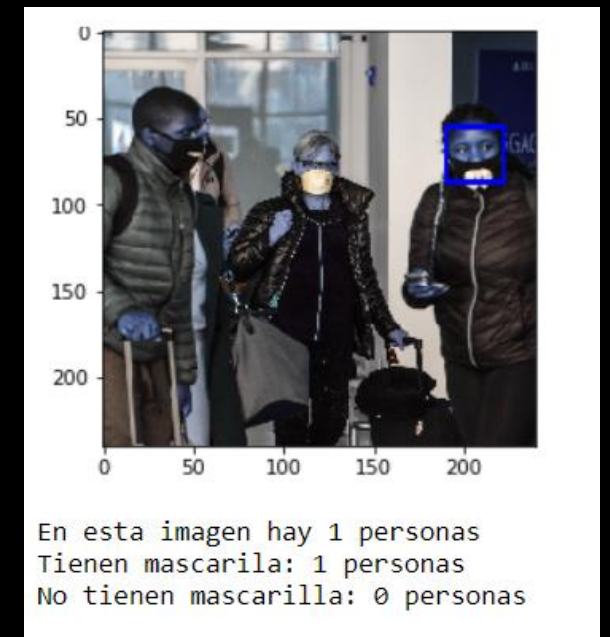 0
50
100
150
200
GGAC
0 50 100 150 200
En esta imagen hay 1 personas
Tienen mascarila: 1 personas
No tienen mascarilla: 0 personas